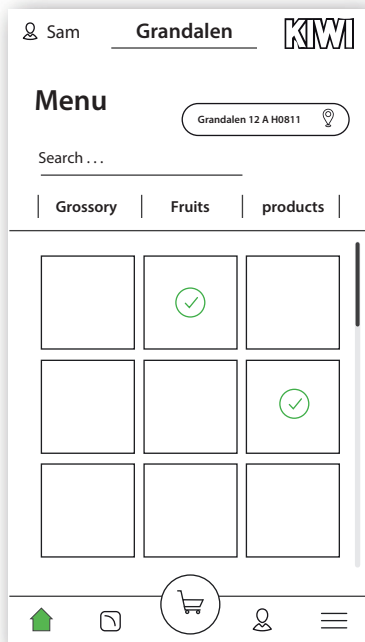 Sam
Grandalen
KIWI
Menu
Grandalen 12 A H0811
Search . . .
Grossory
Fruits
products